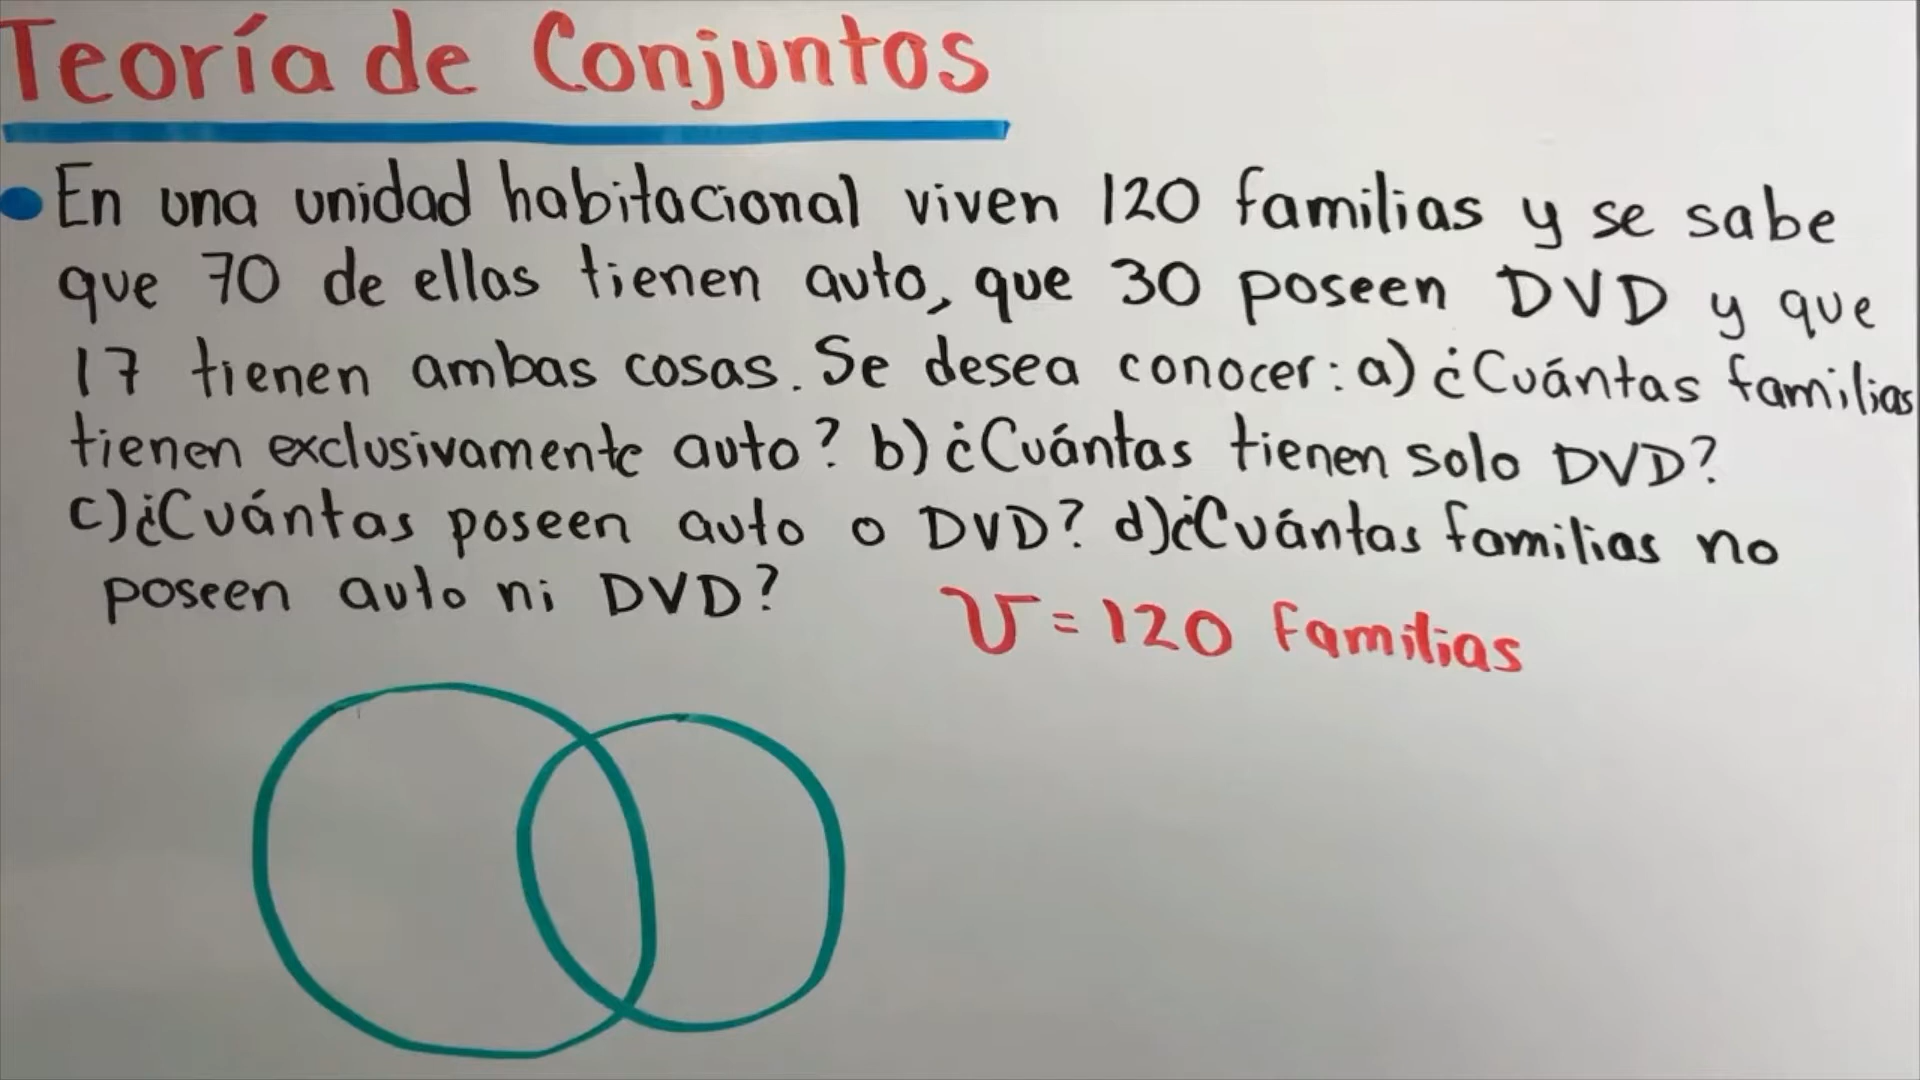 Teoría de Conjuntos
En una unidad habitacional viven 120 familias y se sabe
que 70 de ellas tienen auto, que 30 poseen DVD y que
17 tienen ambas cosas. Se desea conocer: a) ¿Cuántas familias
tienen exclusivamente auto? b) ¿Cuántas tienen solo DVD?
c) ¿Cuántas poseen auto o DVD? d) ¿Cuántas familias no
poseen auto ni DVD?
U = 120 familias